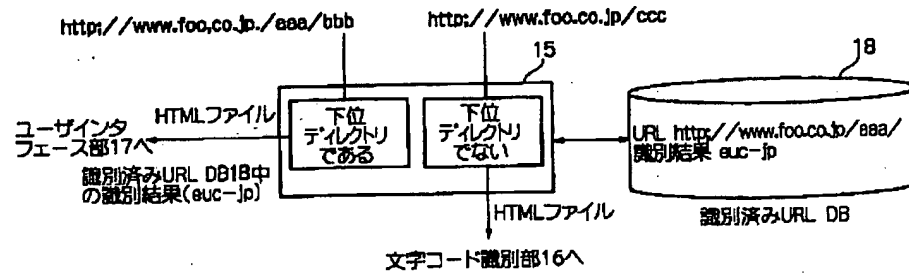 http;//www.foo,co.jp./aaa/bbb
http;//www.foo.co.jp/ccc
15
18
HTMLファイル
ユーザインタ
フェース部17へ
下位
ディレクトリ
である
下位
ディレクトリ
でない
URL http;//www.foo.co.jp/aaa/
識別結果 euc-jp
識別済みURL DB18中
の識別結果(euc-jp)
HTMLファイル
識別済みURL DB
文字コード識別部16へ